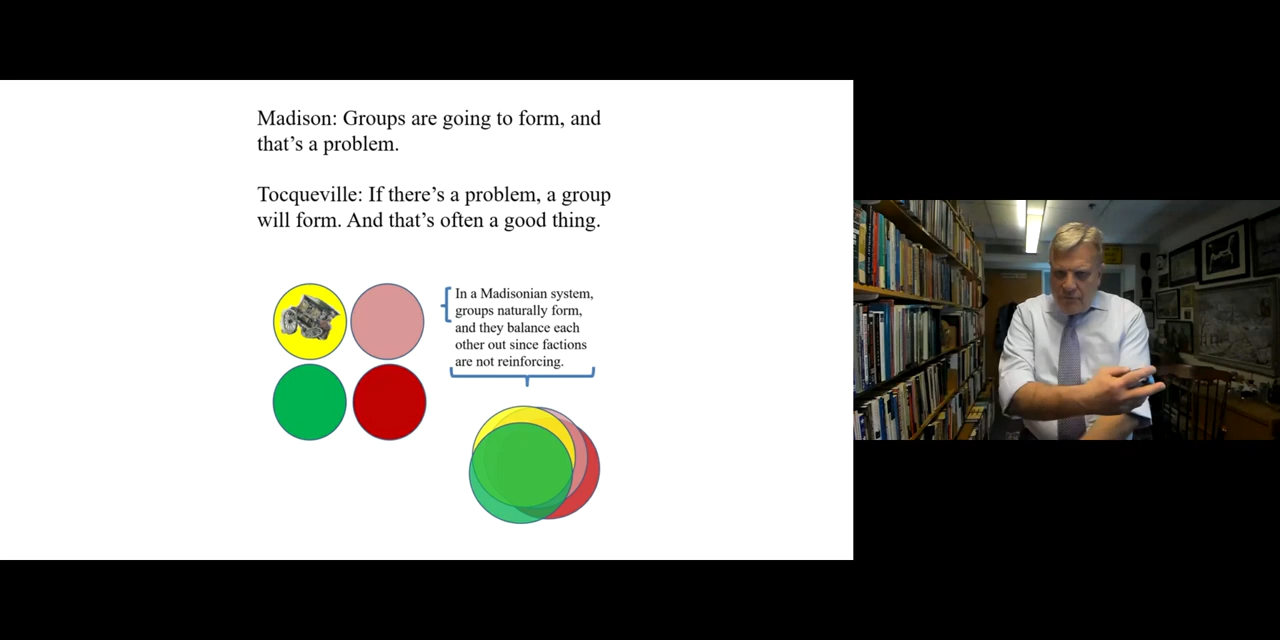 Madison: Groups are going to form, and
that’s a problem.
Tocqueville: If there’s a problem, a group
will form. And that’s often a good thing.
In a Madisonian system,
groups naturally form,
and they balance each
other out since factions
are not reinforcing.